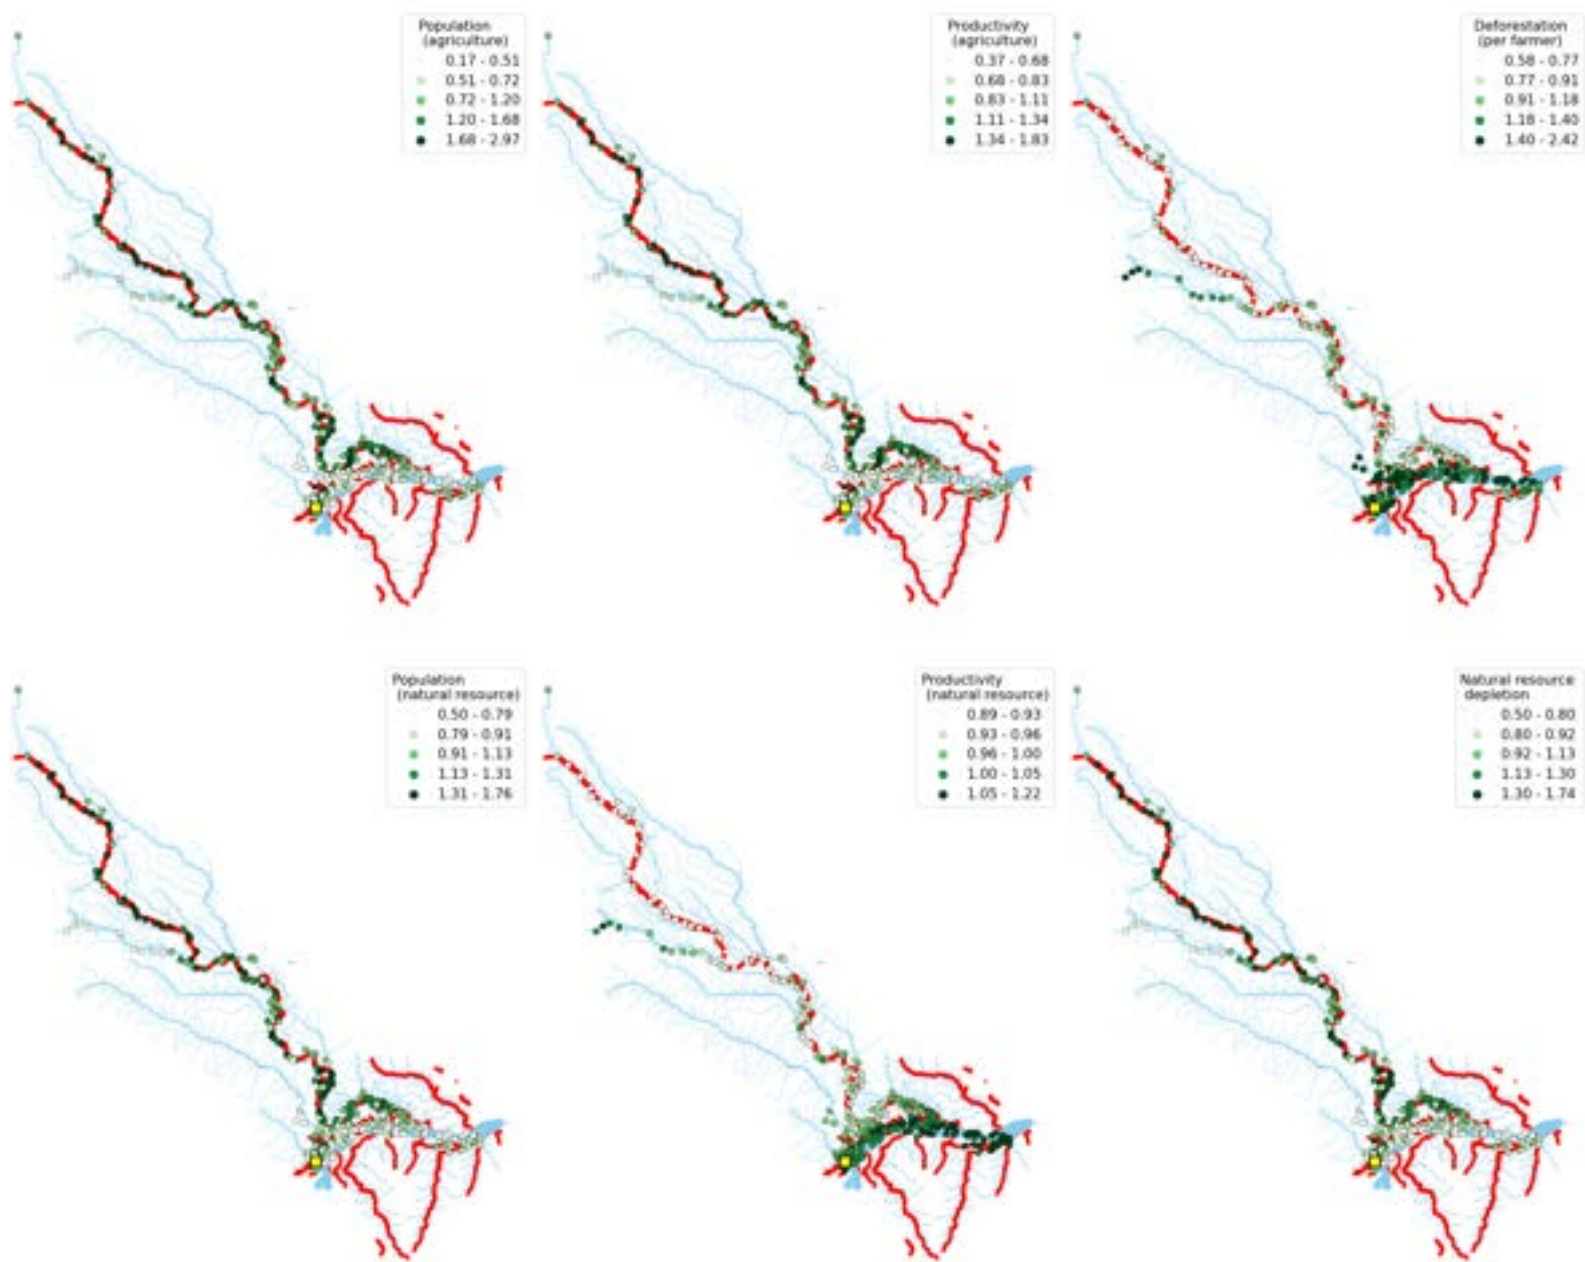 Population
(agriculture)
0.17 - 0.51
0.51 - 0.72
0.72 - 1.20
1.20 - 1.68
1.68 - 2.97
Productivity
(agriculture)
0.37 - 0.68
0.68 - 0.83
0.83 - 1.11
1.11 - 1.34
1.34 - 1.83
Deforestation
(per farmer)
0.58 - 0.77
0.77 - 0.91
0.91 - 1.18
1.18 - 1.40
1.40 - 2.42
Population
(natural resource)
0.50 - 0.79
0.79 - 0.91
0.91 - 1.13
1.13 - 1.31
1.31 - 1.76
Productivity
(natural resource)
0.89 - 0.93
0.93 - 0.96
0.96 - 1.00
1.00 - 1.05
1.05 - 1.22
Natural resource
depletion
0.50 - 0.80
0.80 - 0.92
0.92 - 1.13
1.13 - 1.30
1.30 - 1.74